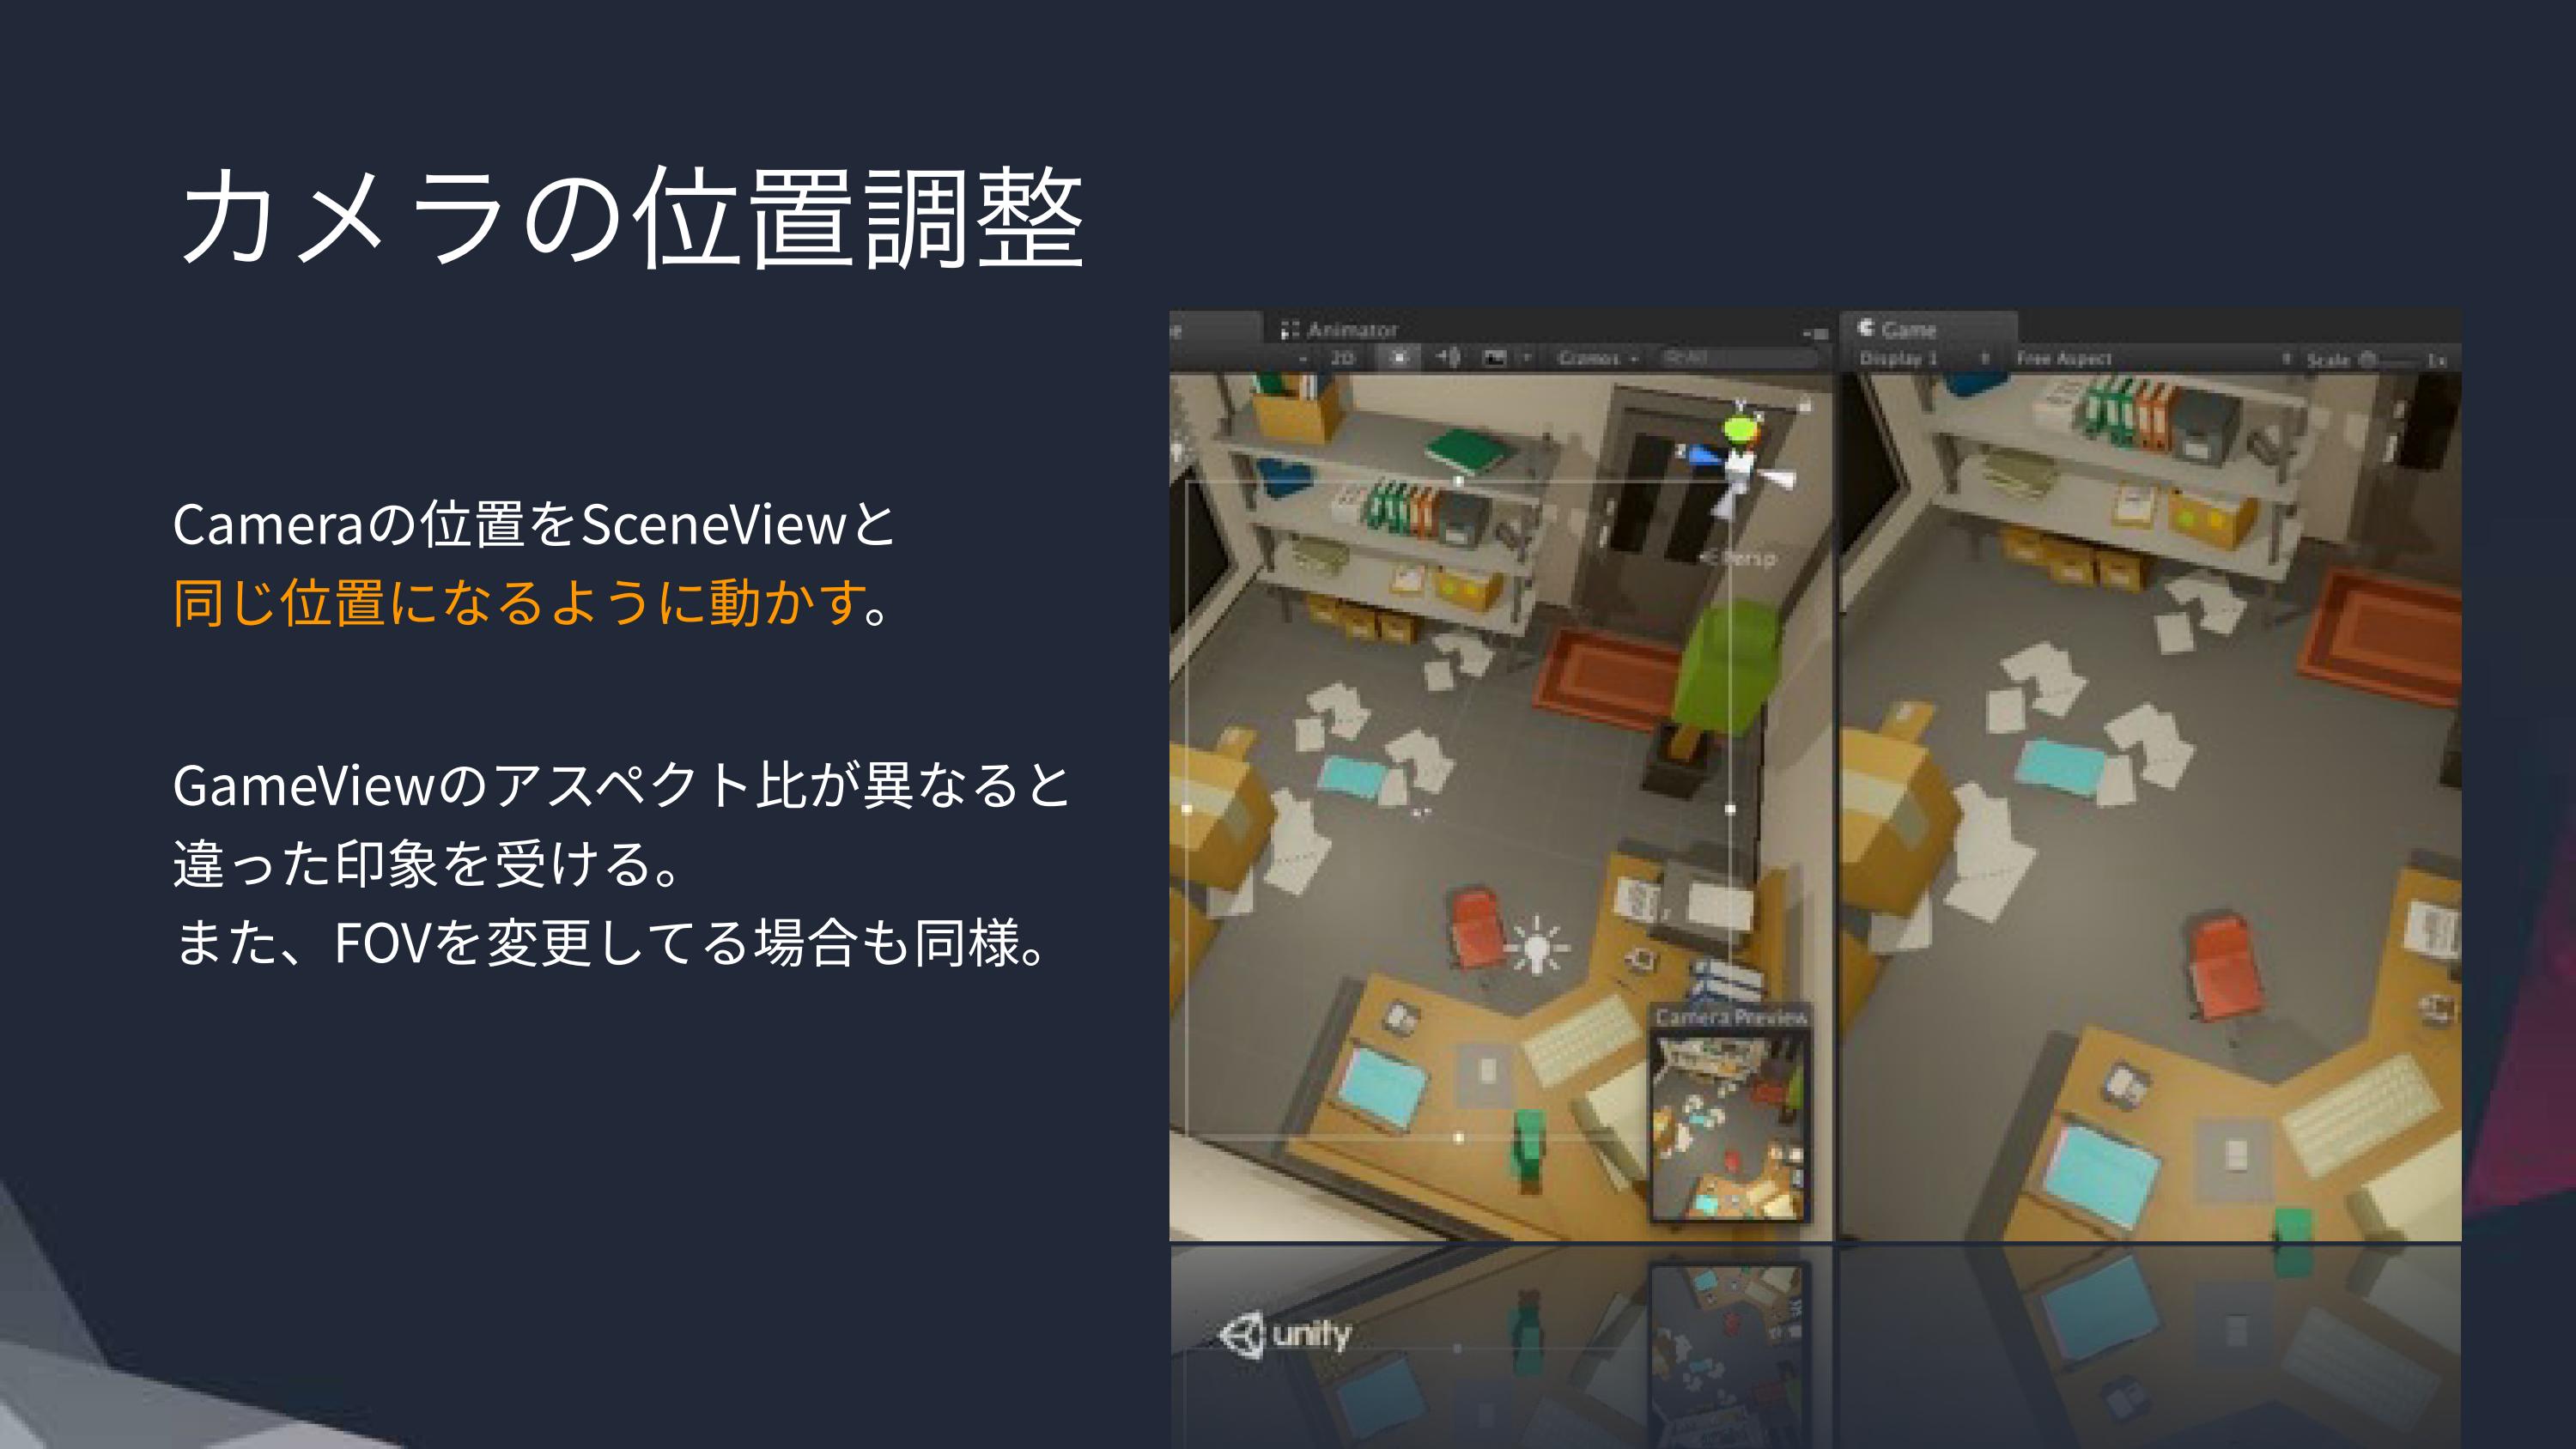 カメラの位置調整
Cameraの位置をSceneViewと
同じ位置になるように動かす。
GameViewのアスペクト比が異なると
違った印象を受ける。
また、FOVを変更してる場合も同様。
Animator
2D Gizmos
Persp
Camera Preview
Game
Display 1 Free Aspect Scale 1x
unity